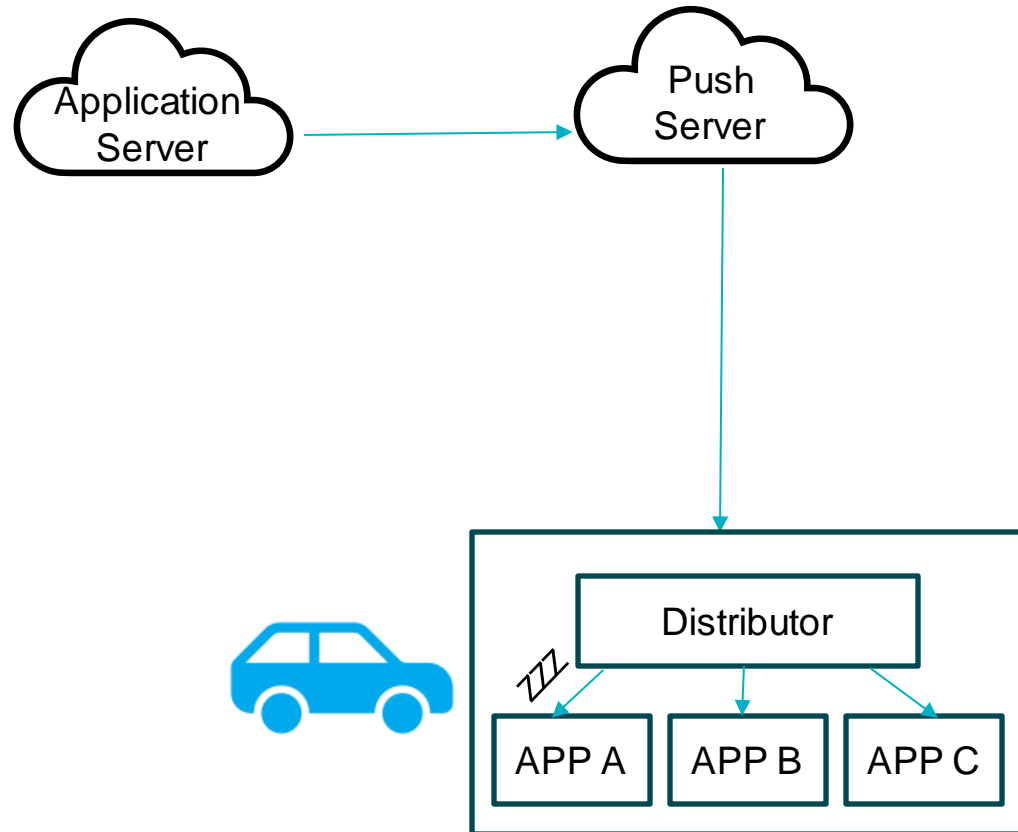 Application
Server
Push
Server
Distributor
ZZZ
APP A
APP B
APP C